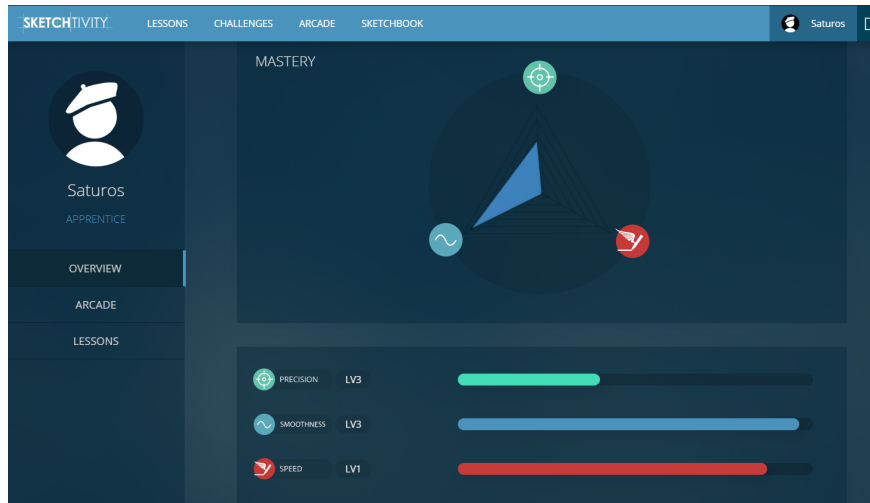 SKETCHTIVITY LESSONS CHALLENGES ARCADE SKETCHBOOK Saturos
MASTERY
Saturos
APPRENTICE
OVERVIEW
ARCADE
LESSONS
PRECISION LV3
SMOOTHNESS LV3
SPEED LV1